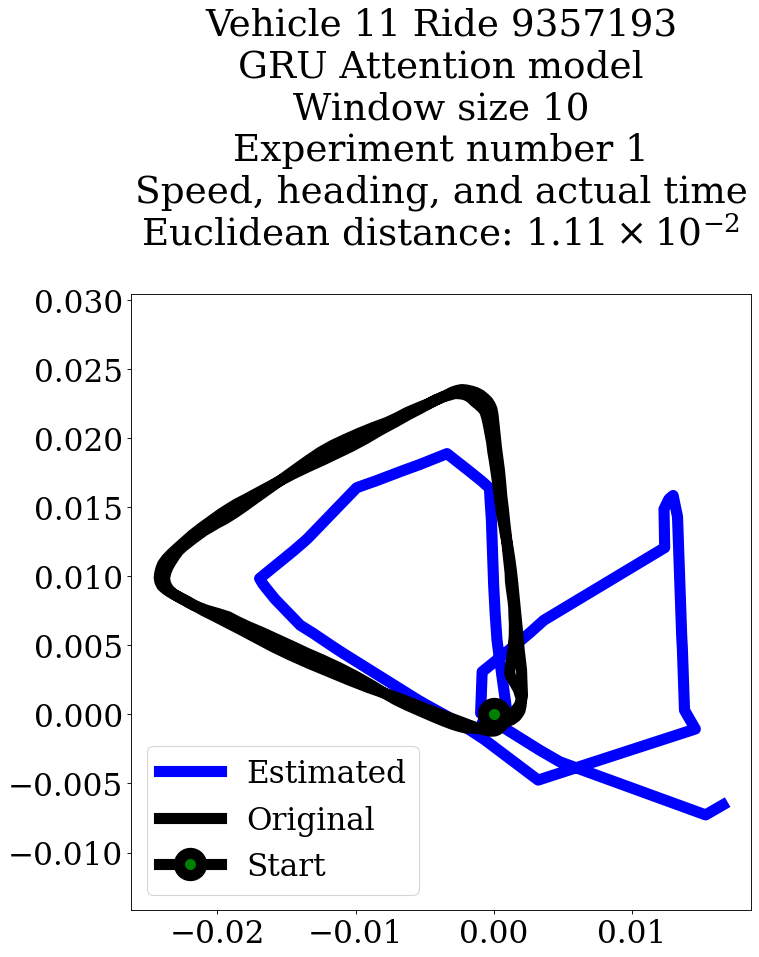 Vehicle 11 Ride 9357193
GRU Attention model
Window size 10
Experiment number 1
Speed, heading, and actual time
Euclidean distance: 1.11 × 10⁻²
0.030
0.025
0.020
0.015
0.010
0.005
0.000
−0.005
−0.010
Estimated
Original
Start
−0.02 −0.01 0.00 0.01